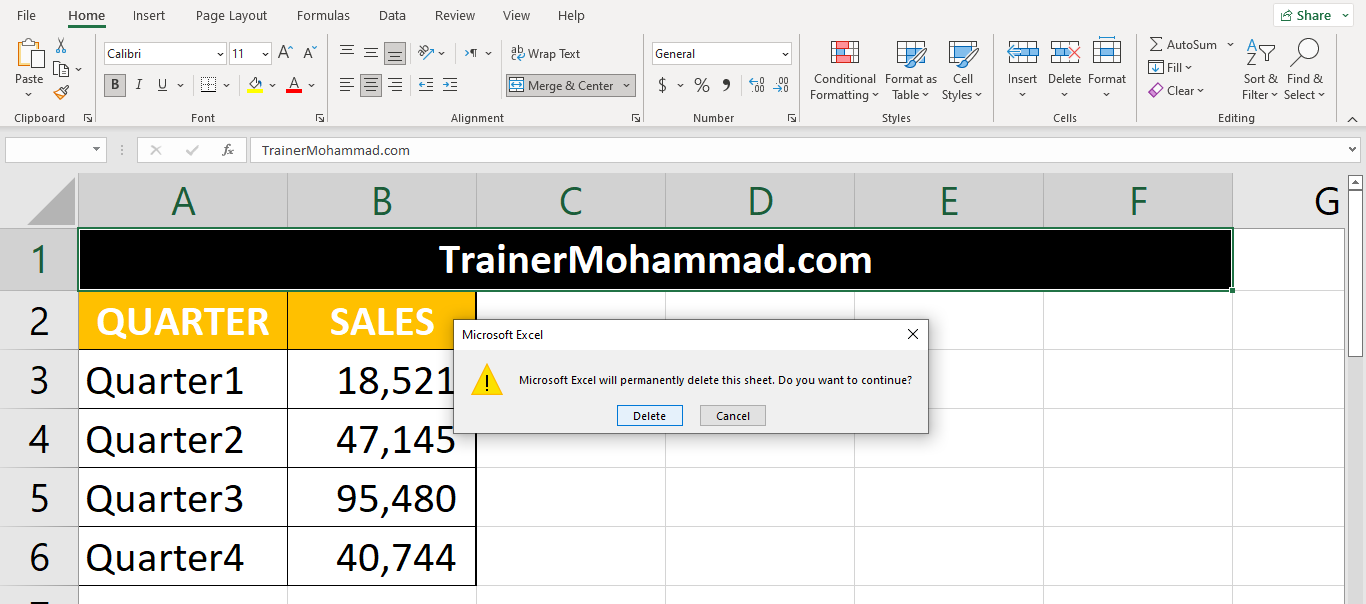 File Home Insert Page Layout Formulas Data Review View Help Share
Calibri 11 A^ A˅ ab Wrap Text General AutoSum
Paste Conditional Formatting Format as Table Cell Styles Insert Delete Format Fill Sort & Filter Find & Select
B I U A Merge & Center $ % , Clear
Clipboard Font Alignment Number Styles Cells Editing
fx TrainerMohammad.com
A B C D E F G
1 TrainerMohammad.com
2 QUARTER SALES
Microsoft Excel
3 Quarter1 18,521
Microsoft Excel will permanently delete this sheet. Do you want to continue?
Delete Cancel
4 Quarter2 47,145
5 Quarter3 95,480
6 Quarter4 40,744